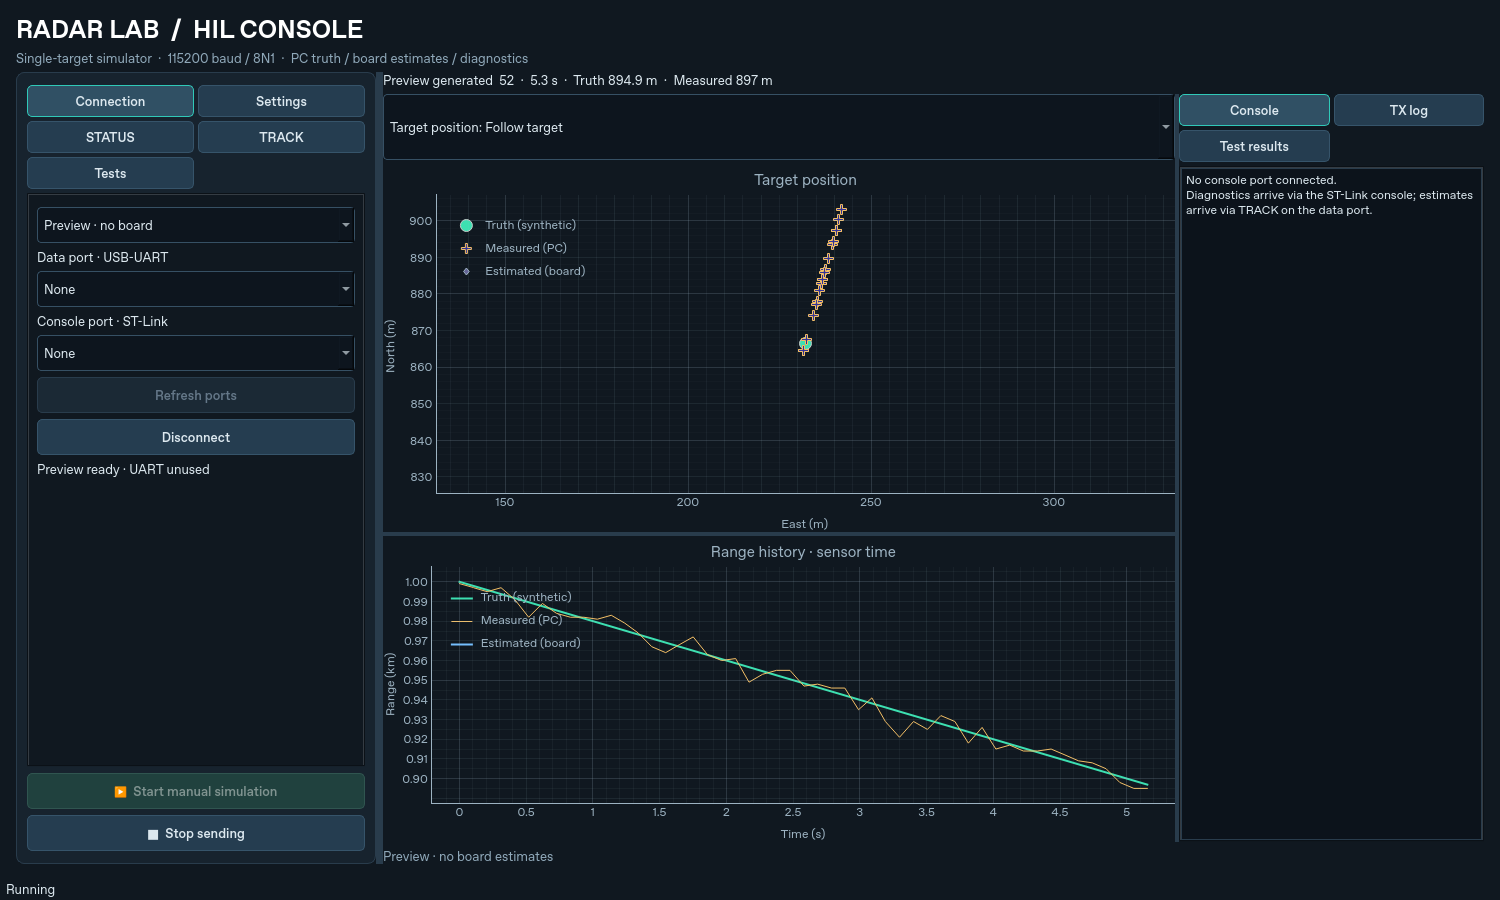 RADAR LAB / HIL CONSOLE
Single-target simulator · 115200 baud / 8N1 · PC truth / board estimates / diagnostics
Connection
Settings
STATUS
TRACK
Tests
Preview · no board
Data port · USB-UART
None
Console port · ST-Link
None
Refresh ports
Disconnect
Preview ready · UART unused
Start manual simulation
Stop sending
Preview generated 52 · 5.3 s · Truth 894.9 m · Measured 897 m
Target position: Follow target
Target position
Truth (synthetic)
Measured (PC)
Estimated (board)
North (m)
900
890
880
870
860
850
840
830
150
200
250
300
East (m)
Range history · sensor time
Truth (synthetic)
Measured (PC)
Estimated (board)
Range (km)
1.00
0.99
0.98
0.97
0.96
0.95
0.94
0.93
0.92
0.91
0.90
0
0.5
1
1.5
2
2.5
3
3.5
4
4.5
5
Time (s)
Preview · no board estimates
Console
TX log
Test results
No console port connected.
Diagnostics arrive via the ST-Link console; estimates
arrive via TRACK on the data port.
Running